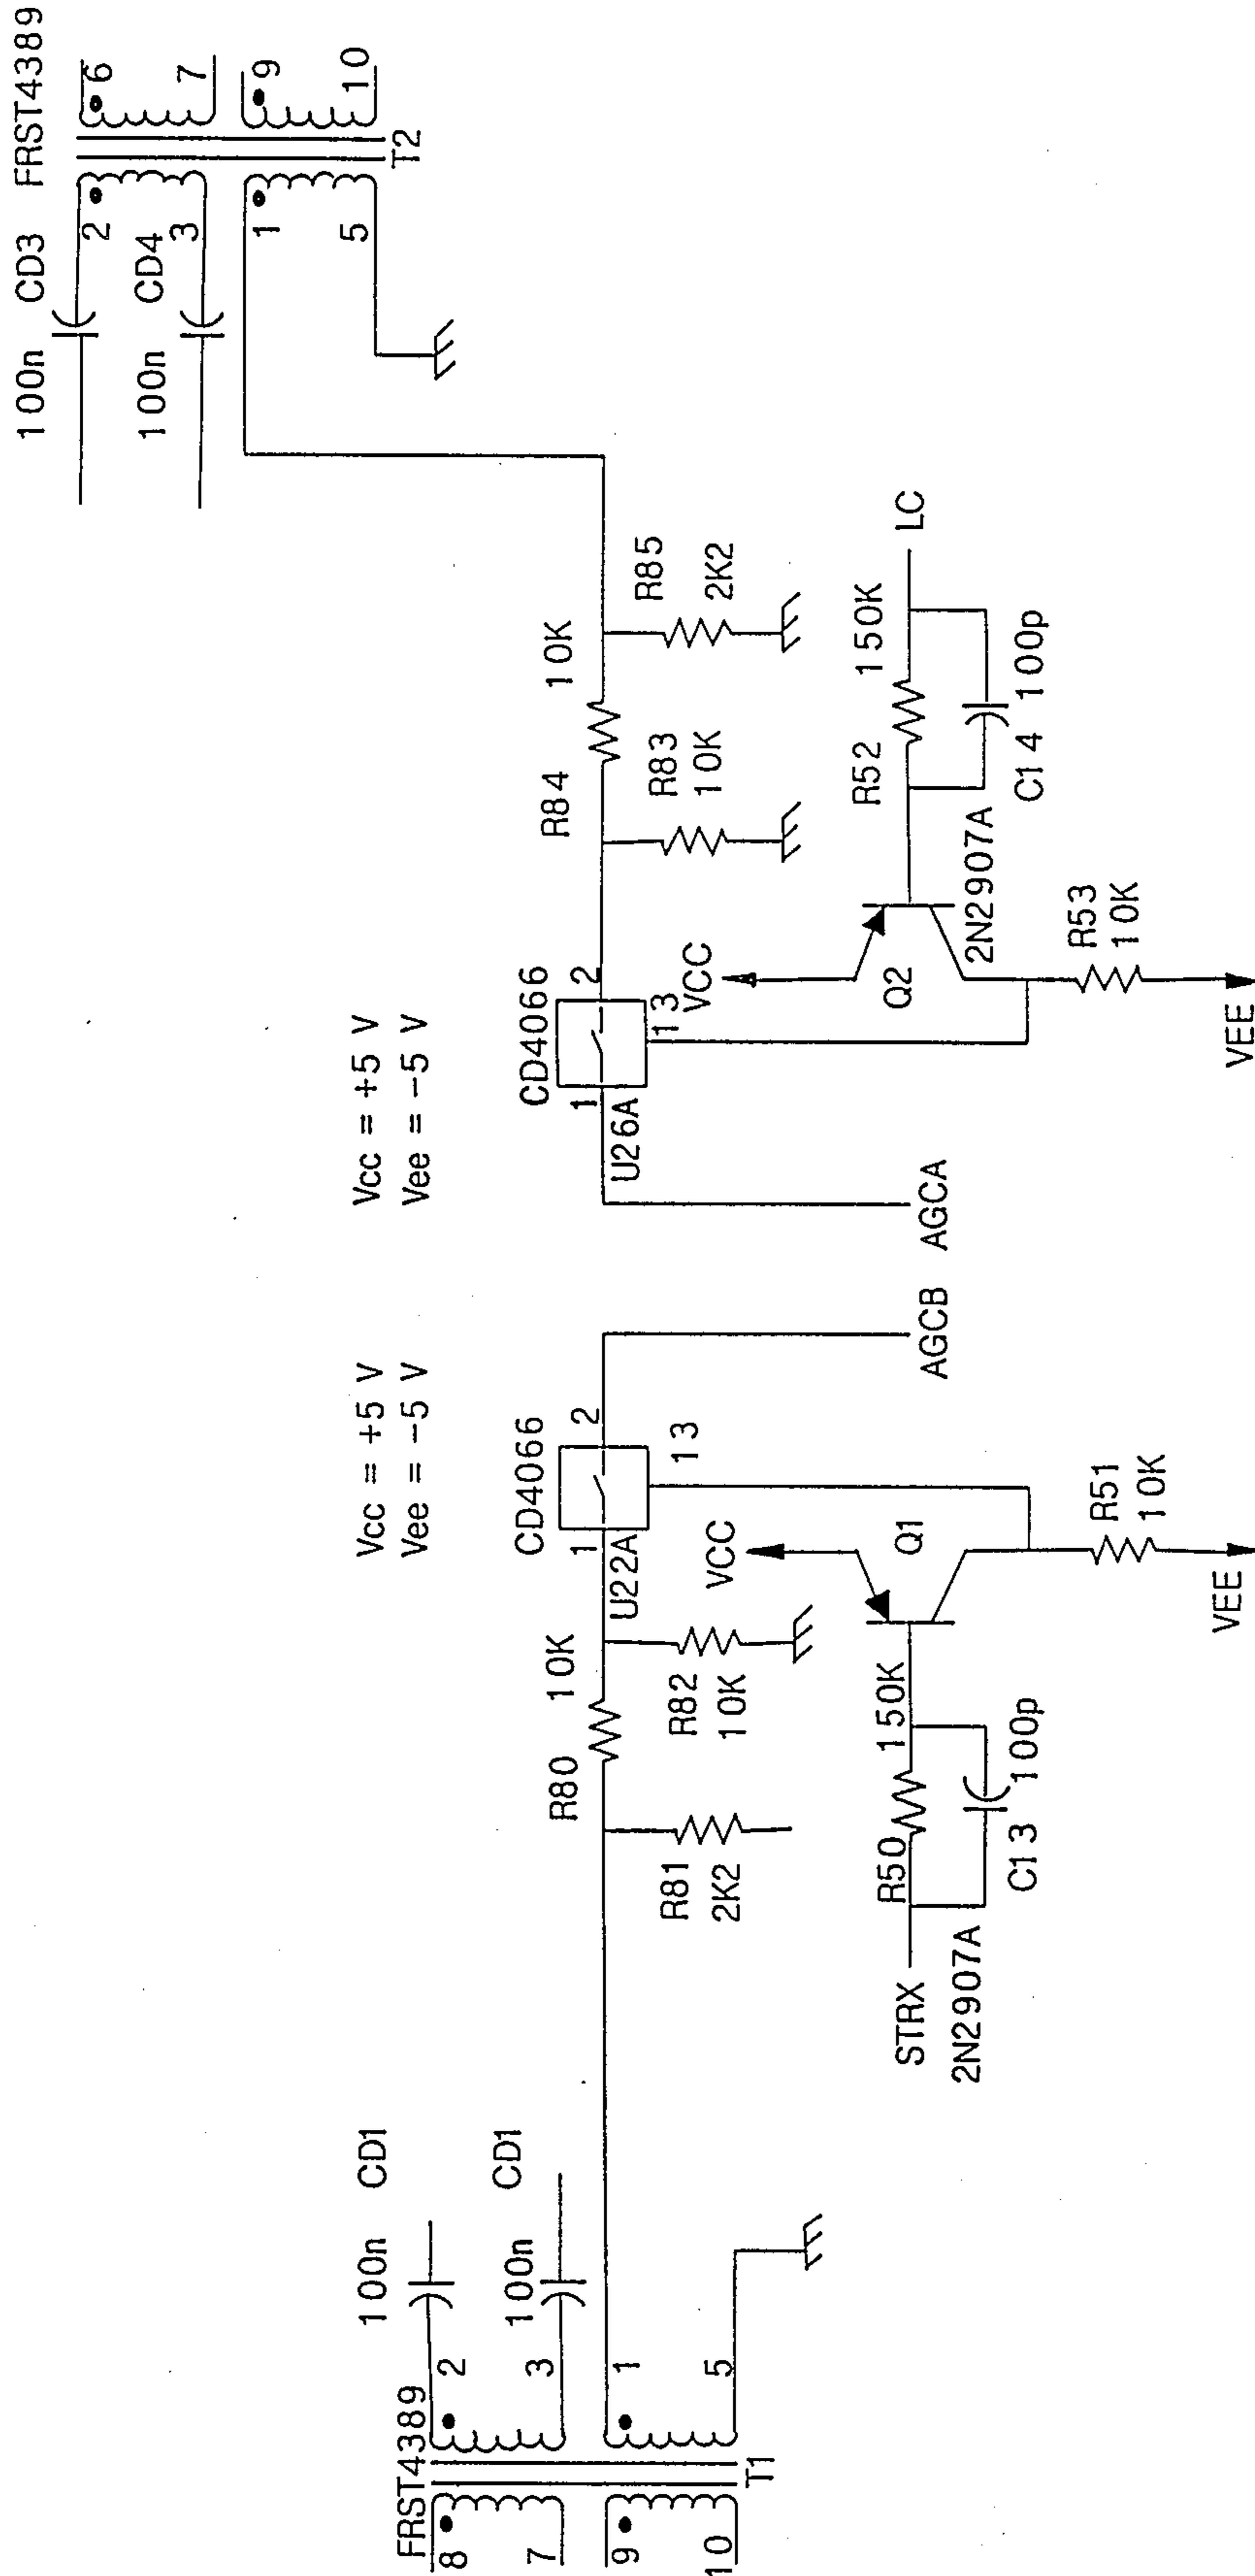 FRST4389
8
7
9
10
T1
2
3
1
5
100n CD1
100n CD1
R80 10K
R81
2K2
R82
10K
CD4066
1
2
U22A
13
Vcc = +5 V
Vee = -5 V
VCC
Q1
STRX
R50 150K
2N2907A
C13 100p
R51
10K
VEE
AGCB
AGCA
Vcc = +5 V
Vee = -5 V
CD4066
1
2
U26A
13
VCC
Q2
2N2907A
R53
10K
VEE
R52 150K
LC
C14 100p
R84 10K
R83
10K
R85
2K2
100n CD3
100n CD4
FRST4389
2
3
1
5
6
7
9
10
T2